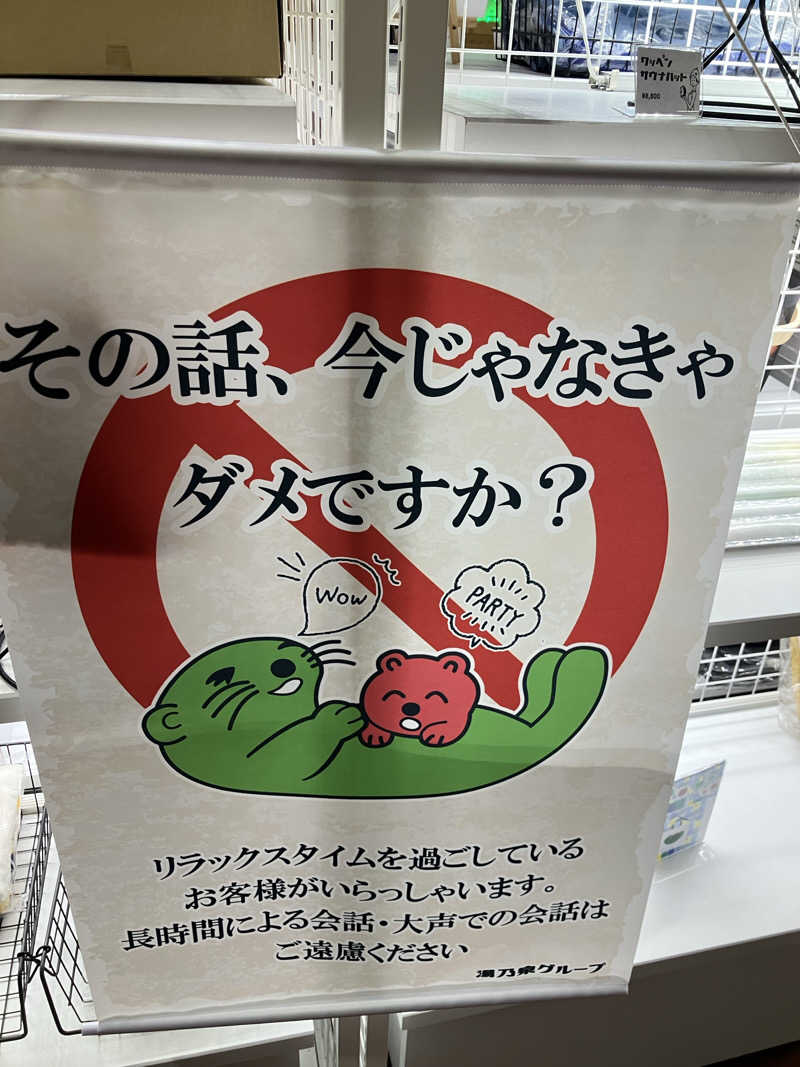 ワッペン
サウナハット
¥8,800
その話、今じゃなきゃ
ダメですか？
Wow
PARTY
リラックスタイムを過ごしている
お客様がいらっしゃいます。
長時間による会話・大声での会話は
ご遠慮ください
湯乃泉グループ